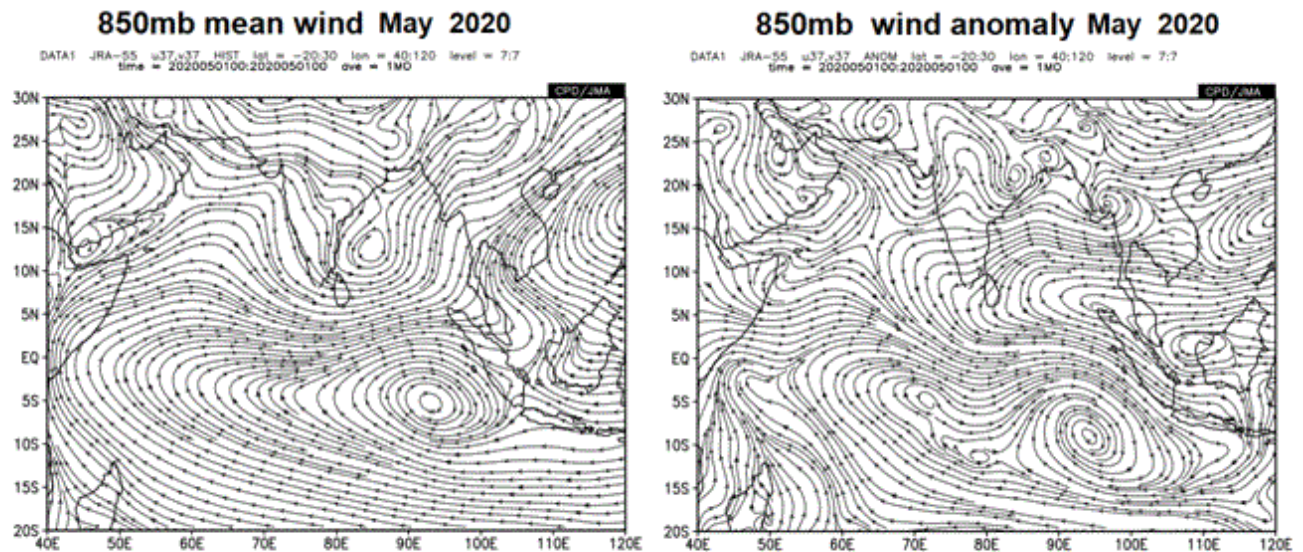 850mb mean wind May 2020
DATA1 JRA-55 u37,v37 HIST lat = -20:30 lon = 40:120 level = 7:7
time = 2020050100:2020050100 ave = 1MO
CPD/JMA
30N
25N
20N
15N
10N
5N
EQ
5S
10S
15S
20S
40E 50E 60E 70E 80E 90E 100E 110E 120E
850mb wind anomaly May 2020
DATA1 JRA-55 u37,v37 ANOM lat = -20:30 lon = 40:120 level = 7:7
time = 2020050100:2020050100 ave = 1MO
CPD/JMA
30N
25N
20N
15N
10N
5N
EQ
5S
10S
15S
20S
40E 50E 60E 70E 80E 90E 100E 110E 120E